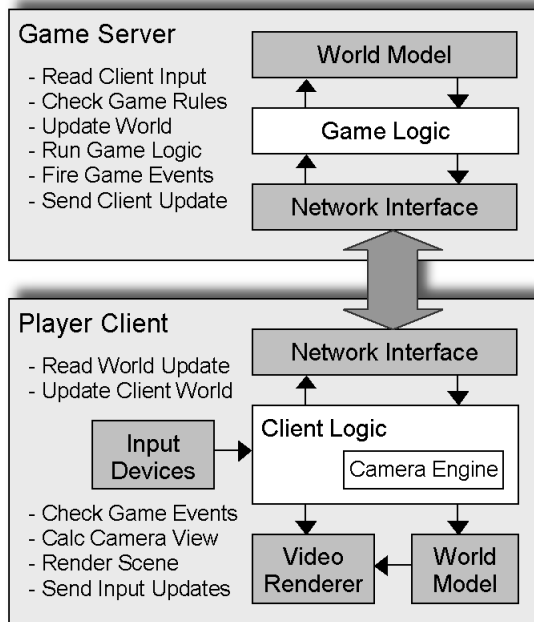 Game Server
- Read Client Input
- Check Game Rules
- Update World
- Run Game Logic
- Fire Game Events
- Send Client Update
World Model
Game Logic
Network Interface
Player Client
- Read World Update
- Update Client World
Network Interface
Input
Devices
Client Logic
Camera Engine
- Check Game Events
- Calc Camera View
- Render Scene
- Send Input Updates
Video
Renderer
World
Model